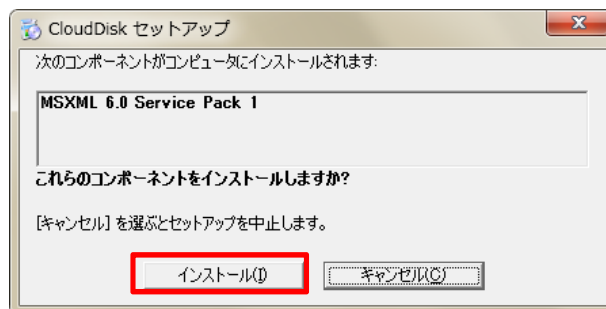 CloudDisk セットアップ
次のコンポーネントがコンピュータにインストールされます:
MSXML 6.0 Service Pack 1
これらのコンポーネントをインストールしますか?
[キャンセル] を選ぶとセットアップを中止します。
インストール(I)
キャンセル(C)